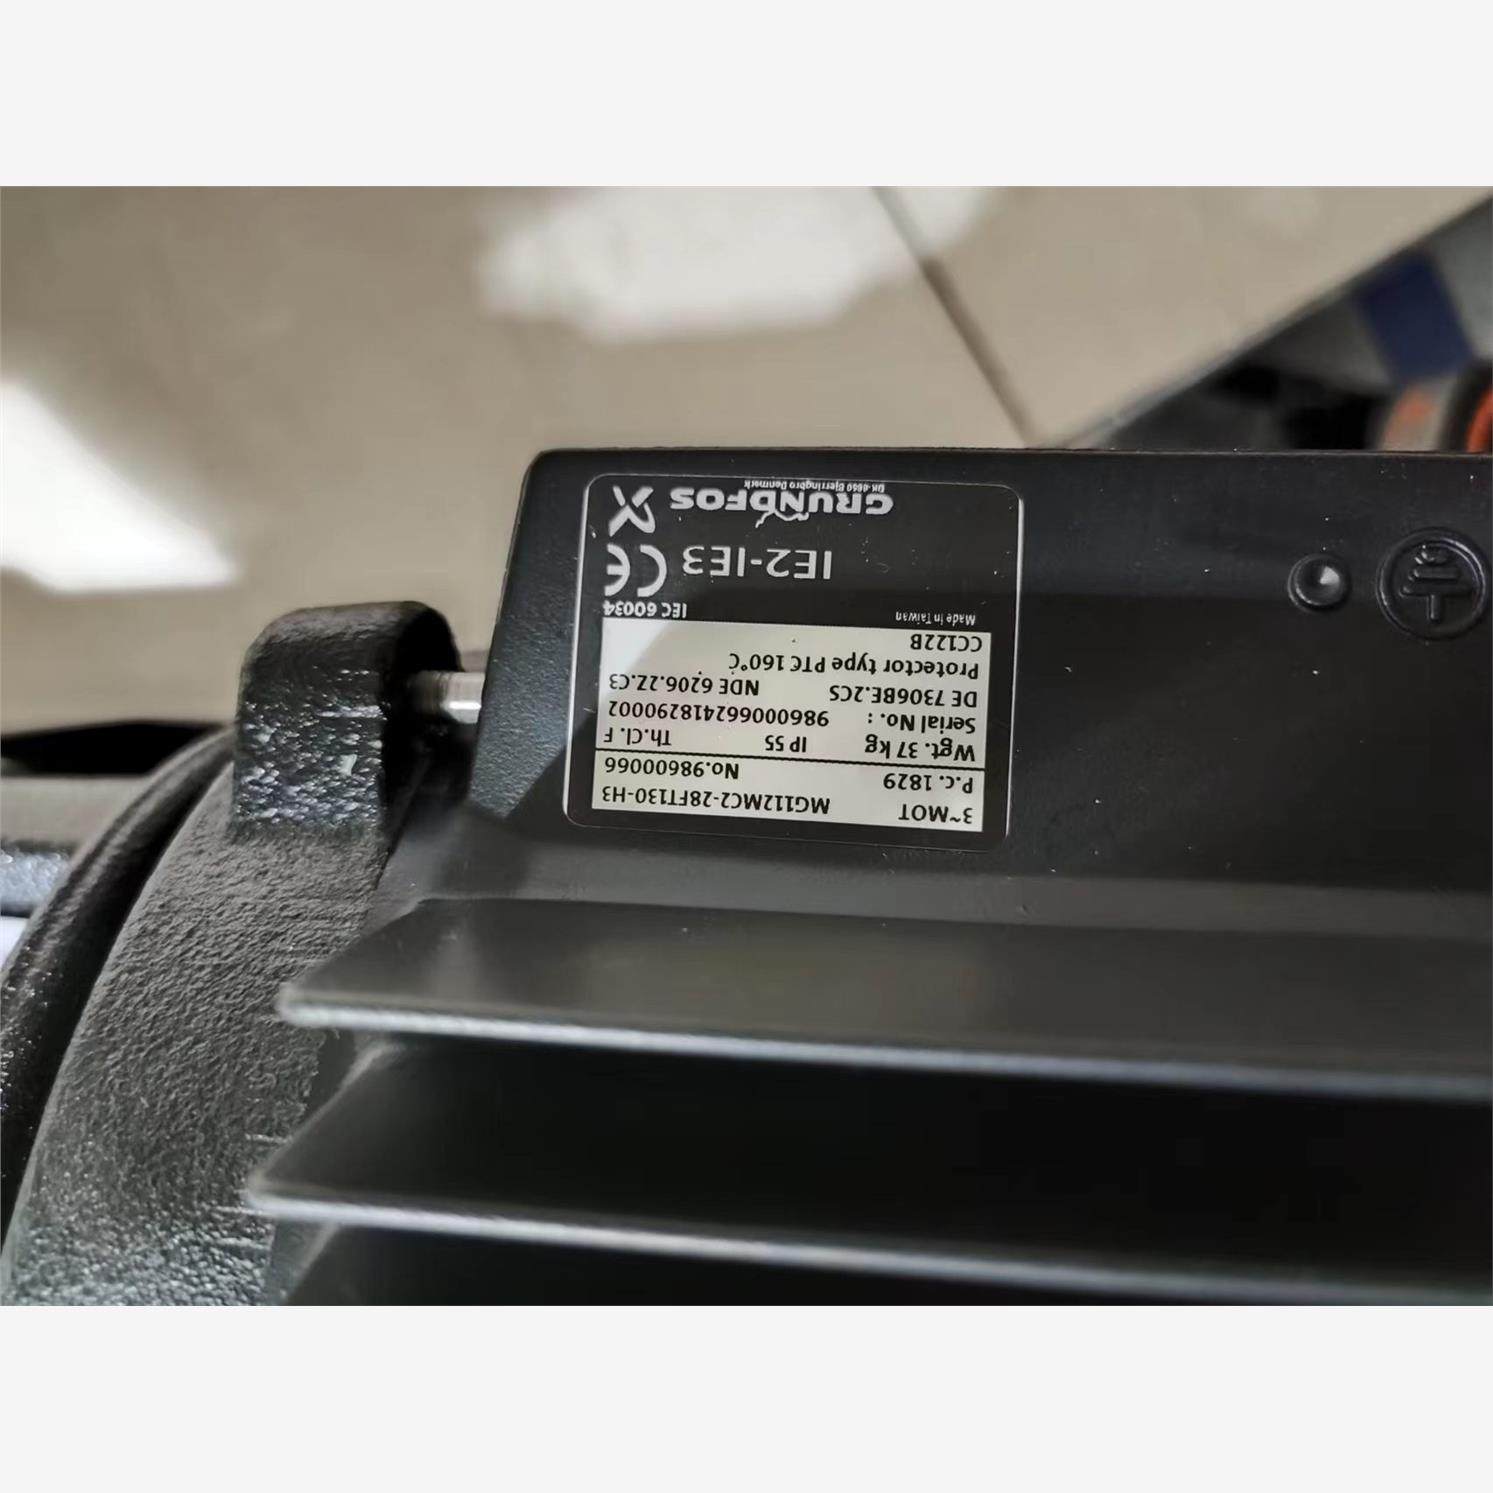 3~MOT MG112MC2-28FT130-H3
P.c. 1829 No.98600066
Wgt. 37 kg IP 55 Th.Cl. F
Serial No. : 986000662418290002
DE 7306BE.2CS NDE 6206.2Z.C3
Protector type PTC 160°C
CC122B
Made in Taiwan IEC 60034
IE2-IE3 CE
GRUNDFOS
DK-8850 Bjerringbro Denmark